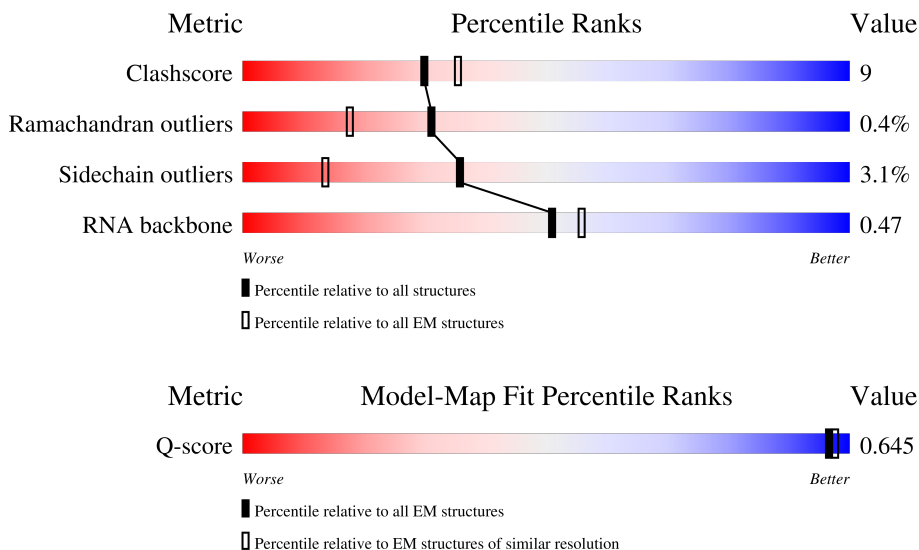 Metric Percentile Ranks Value
Clashscore 9
Ramachandran outliers 0.4%
Sidechain outliers 3.1%
RNA backbone 0.47
Worse Better
Percentile relative to all structures
Percentile relative to all EM structures
Metric Model-Map Fit Percentile Ranks Value
Q-score 0.645
Worse Better
Percentile relative to all EM structures
Percentile relative to EM structures of similar resolution